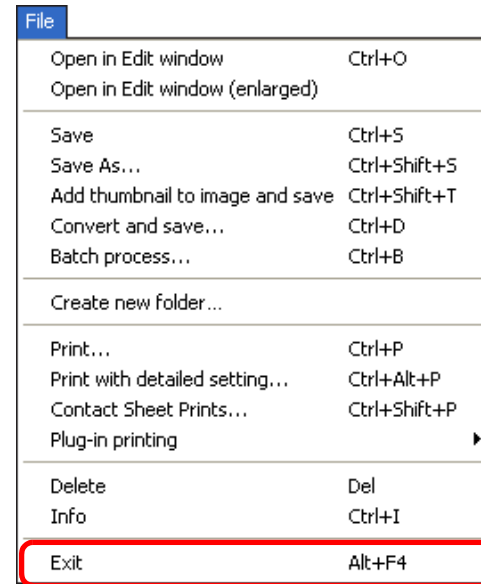 File
Open in Edit window Ctrl+O
Open in Edit window (enlarged)
Save Ctrl+S
Save As... Ctrl+Shift+S
Add thumbnail to image and save Ctrl+Shift+T
Convert and save... Ctrl+D
Batch process... Ctrl+B
Create new folder...
Print... Ctrl+P
Print with detailed setting... Ctrl+Alt+P
Contact Sheet Prints... Ctrl+Shift+P
Plug-in printing
Delete Del
Info Ctrl+I
Exit Alt+F4